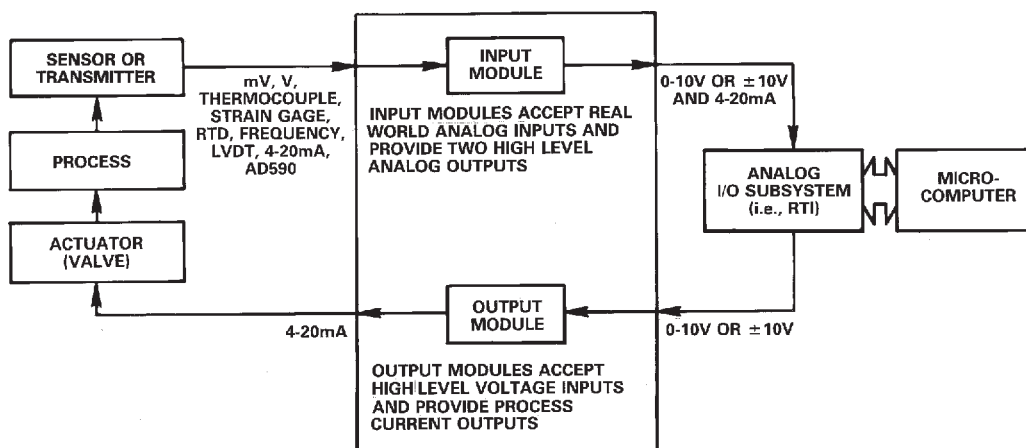 SENSOR OR
TRANSMITTER
PROCESS
ACTUATOR
(VALVE)
mV, V,
THERMOCOUPLE,
STRAIN GAGE,
RTD, FREQUENCY,
LVDT, 4-20mA,
AD590
INPUT
MODULE
INPUT MODULES ACCEPT REAL
WORLD ANALOG INPUTS AND
PROVIDE TWO HIGH LEVEL
ANALOG OUTPUTS
0-10V OR ±10V
AND 4-20mA
ANALOG
I/O SUBSYSTEM
(i.e., RTI)
MICRO-
COMPUTER
4-20mA
OUTPUT
MODULE
0-10V OR ±10V
OUTPUT MODULES ACCEPT
HIGH LEVEL VOLTAGE INPUTS
AND PROVIDE PROCESS
CURRENT OUTPUTS